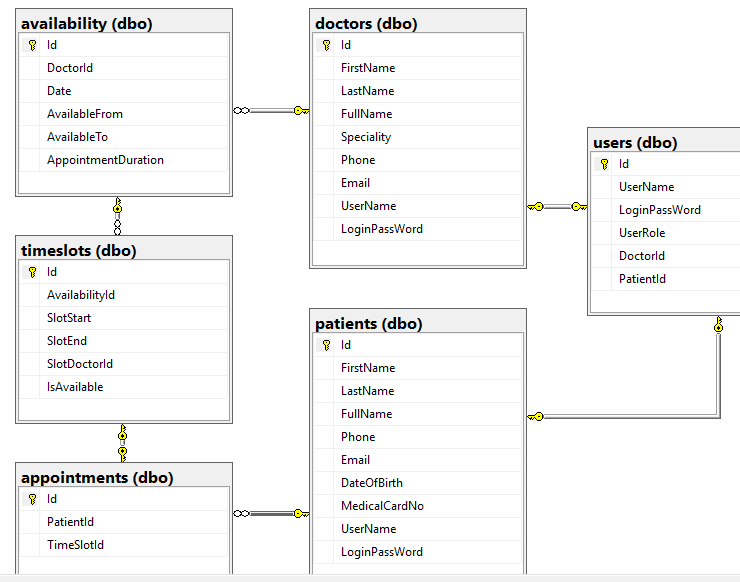 availability (dbo)
Id
DoctorId
Date
AvailableFrom
AvailableTo
AppointmentDuration
doctors (dbo)
Id
FirstName
LastName
FullName
Speciality
Phone
Email
UserName
LoginPassWord
users (dbo)
Id
UserName
LoginPassWord
UserRole
DoctorId
PatientId
timeslots (dbo)
Id
AvailabilityId
SlotStart
SlotEnd
SlotDoctorId
IsAvailable
patients (dbo)
Id
FirstName
LastName
FullName
Phone
Email
DateOfBirth
MedicalCardNo
UserName
LoginPassWord
appointments (dbo)
Id
PatientId
TimeSlotId